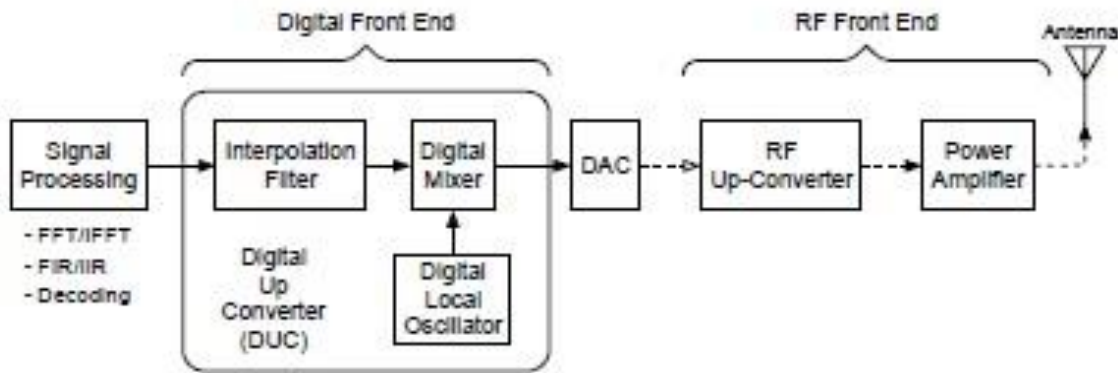 Digital Front End
RF Front End
Antenna
Signal
Processing
Interpolation
Filter
Digital
Mixer
DAC
RF
Up-Converter
Power
Amplifier
- FFT/IFFT
- FIR/IIR
- Decoding
Digital
Up
Converter
(DUC)
Digital
Local
Oscillator